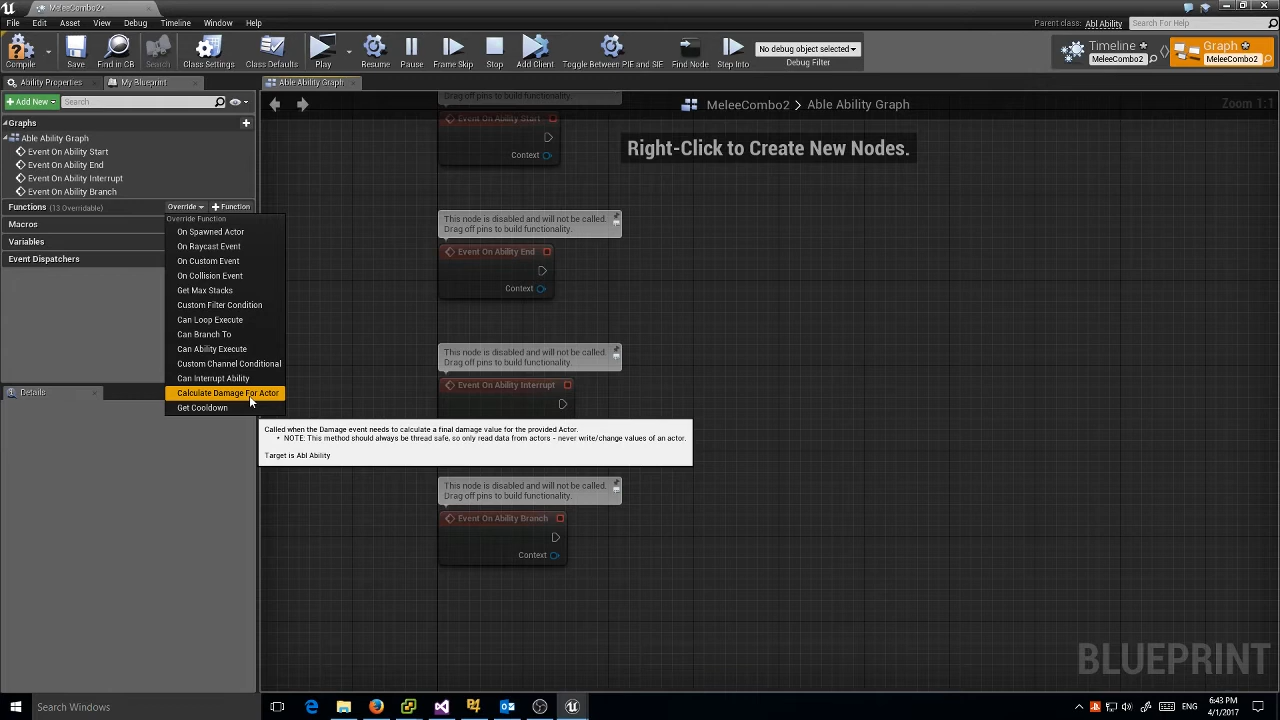 MeleeCombo2*
File Edit Asset View Debug Timeline Window Help
Parent class: Abl Ability
Search For Help
Compile Save Find in CB Search Class Settings Class Defaults Play Resume Frame Skip Stop Add Client Toggle Between PIE and SIE Find Node Step Into
No debug object selected
Debug Filter
Timeline
MeleeCombo2
Graph
MeleeCombo2
Ability Properties
My Blueprint
Able Ability Graph
Add New
Search
MeleeCombo2 > Able Ability Graph
Zoom 1:1
Graphs
Able Ability Graph
Event On Ability Start
Event On Ability End
Event On Ability Interrupt
Event On Ability Branch
Functions (13 Overridable)
Override
Function
Macros
Variables
Event Dispatchers
Details
Override Function
On Spawned Actor
On Raycast Event
On Custom Event
On Collision Event
Get Max Stacks
Custom Filter Condition
Can Loop Execute
Can Branch To
Can Ability Execute
Custom Channel Conditional
Can Interrupt Ability
Calculate Damage For Actor
Get Cooldown
Called when the Damage event needs to calculate a final damage value for the provided Actor.
• NOTE: This method should always be thread safe, so only read data from actors - never write/change values of an actor.
Target is Abl Ability
Right-Click to Create New Nodes.
Drag off pins to build functionality.
Event On Ability Start
Context
This node is disabled and will not be called.
Drag off pins to build functionality.
Event On Ability End
Context
This node is disabled and will not be called.
Drag off pins to build functionality.
Event On Ability Interrupt
This node is disabled and will not be called.
Drag off pins to build functionality.
Event On Ability Branch
Context
BLUEPRINT
Search Windows
ENG
6:43 PM
4/1/2017